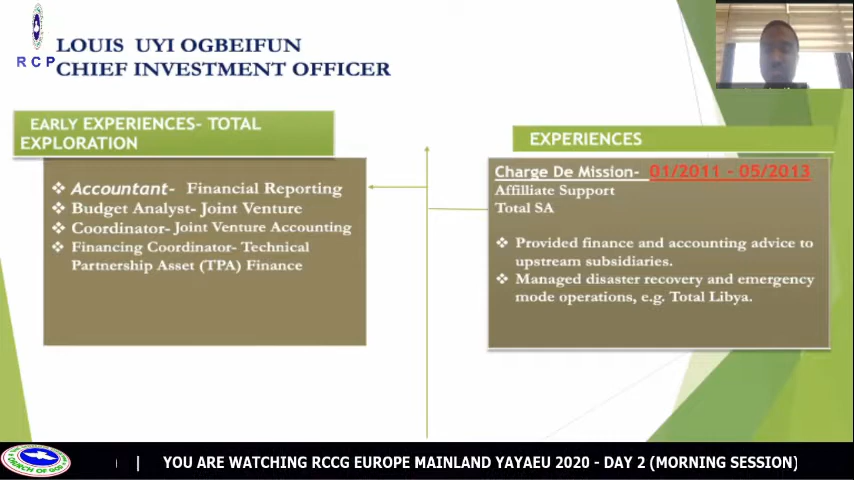 RCP
LOUIS UYI OGBEIFUN
CHIEF INVESTMENT OFFICER
EARLY EXPERIENCES- TOTAL
EXPLORATION
❖ Accountant- Financial Reporting
❖ Budget Analyst- Joint Venture
❖ Coordinator- Joint Venture Accounting
❖ Financing Coordinator- Technical
Partnership Asset (TPA) Finance
EXPERIENCES
Charge De Mission- 01/2011 - 05/2013
Affilliate Support
Total SA
❖ Provided finance and accounting advice to
upstream subsidiaries.
❖ Managed disaster recovery and emergency
mode operations, e.g. Total Libya.
| YOU ARE WATCHING RCCG EUROPE MAINLAND YAYAEU 2020 - DAY 2 (MORNING SESSION)